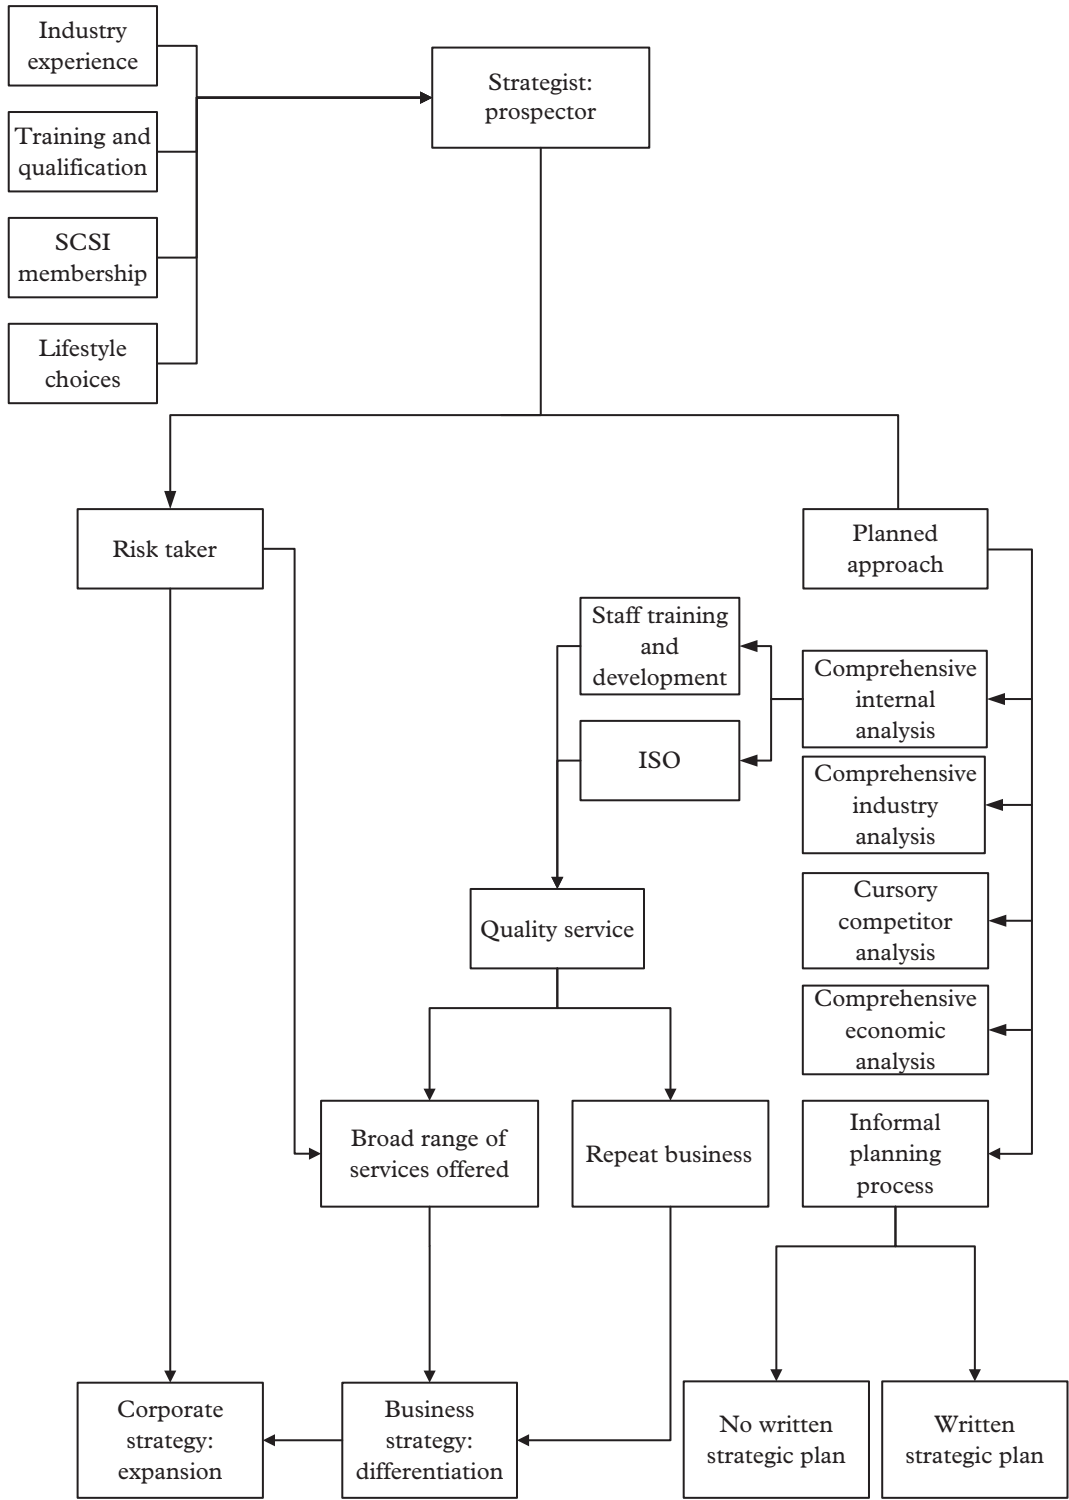 Industry
experience
Strategist:
prospector
Training and
qualification
SCSI
membership
Lifestyle
choices
Risk taker
Planned
approach
Staff training
and
development
Comprehensive
internal
analysis
ISO
Comprehensive
industry
analysis
Cursory
competitor
analysis
Quality service
Comprehensive
economic
analysis
Broad range of
services offered
Repeat business
Informal
planning
process
Corporate
strategy:
expansion
Business
strategy:
differentiation
No written
strategic plan
Written
strategic plan